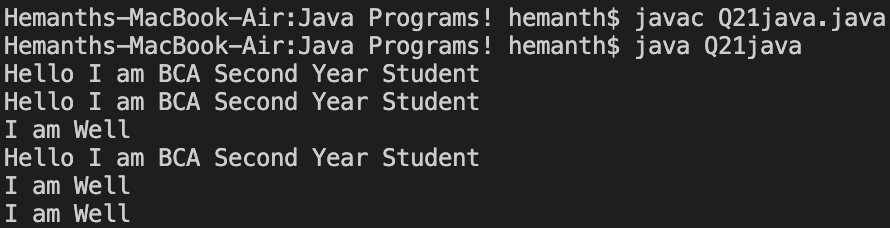 Hemanths-MacBook-Air:Java Programs! hemanth$ javac Q21java.java
Hemanths-MacBook-Air:Java Programs! hemanth$ java Q21java
Hello I am BCA Second Year Student
Hello I am BCA Second Year Student
I am Well
Hello I am BCA Second Year Student
I am Well
I am Well